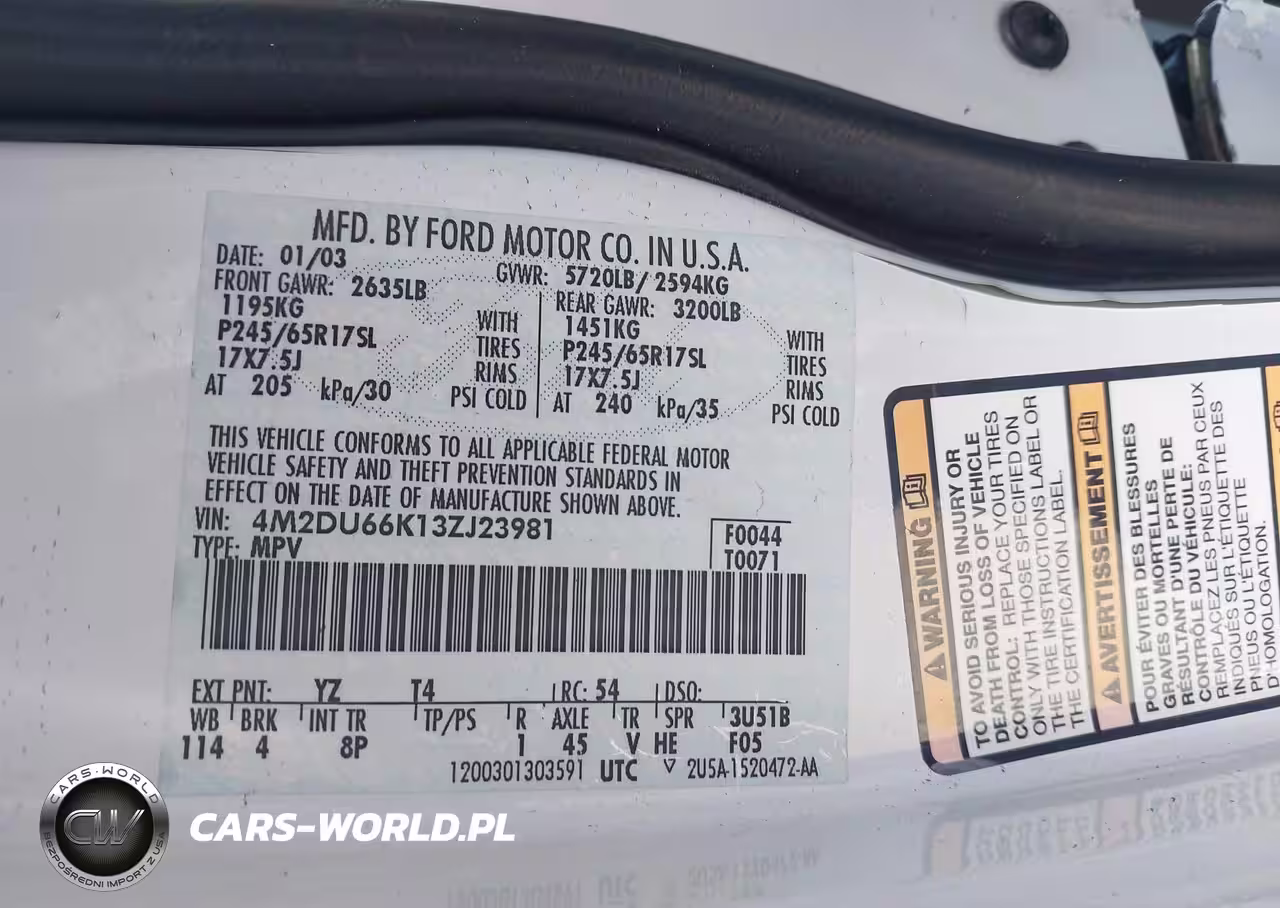 MFD. BY FORD MOTOR CO. IN U.S.A.
DATE: 01/03 GVWR: 5720LB/ 2594KG
FRONT GAWR: 2635LB REAR GAWR: 3200LB
1195KG WITH 1451KG WITH
P245/65R17SL TIRES P245/65R17SL TIRES
17X7.5J RIMS 17X7.5J RIMS
AT 205 kPa/30 PSI COLD AT 240 kPa/35 PSI COLD
THIS VEHICLE CONFORMS TO ALL APPLICABLE FEDERAL MOTOR
VEHICLE SAFETY AND THEFT PREVENTION STANDARDS IN
EFFECT ON THE DATE OF MANUFACTURE SHOWN ABOVE.
VIN: 4M2DU66K13ZJ23981 F0044
TYPE: MPV T0071
EXT PNT: YZ T4 RC: 54 DSO:
WB BRK INT TR TP/PS R AXLE TR SPR 3U51B
114 4 8P 1 45 V HE F05
1200301303591 UTC ▽ 2U5A-1520472-AA
⚠ WARNING
TO AVOID SERIOUS INJURY OR
DEATH FROM LOSS OF VEHICLE
CONTROL: REPLACE YOUR TIRES
ONLY WITH THOSE SPECIFIED ON
THE TIRE INSTRUCTIONS LABEL OR
THE CERTIFICATION LABEL.
⚠ AVERTISSEMENT
POUR ÉVITER DES BLESSURES
GRAVES OU MORTELLES
RÉSULTANT D'UNE PERTE DE
CONTRÔLE DU VÉHICULE:
REMPLACEZ LES PNEUS PAR CEUX
INDIQUÉS SUR L'ÉTIQUETTE DES
PNEUS OU L'ÉTIQUETTE
D'HOMOLOGATION.
CARS-WORLD
CW
BEZPOŚREDNI IMPORT Z USA
CARS-WORLD.PL